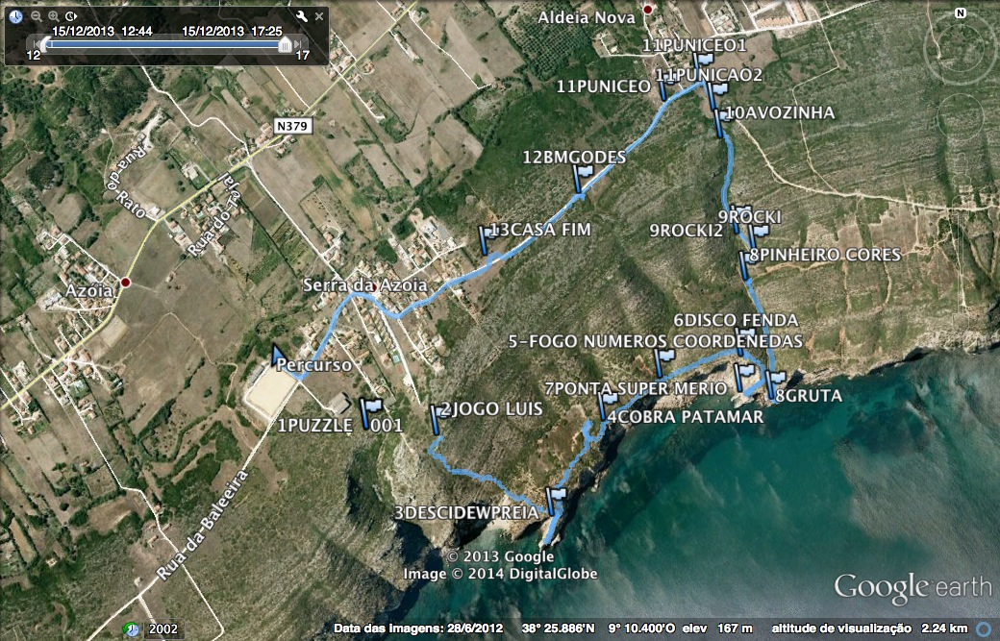 15/12/2013 12:44
15/12/2013 17:25
12
17
N
Aldeia Nova
11PUNICEO1
11PUNICAO2
11PUNICEO
10AVOZINHA
N379
Rua-do-Rato
12BMGODES
Rua-do-Loja
9ROCKI
9ROCKI2
13CASA FIM
8PINHEIRO CORES
Azóia
Serra da Azoia
6DISCO FENDA
5-FOGO NUMEROS COORDENEDAS
Percurso
7PONTA SUPER MERIO
8GRUTA
2JOGO LUIS
4COBRA PATAMAR
1PUZZLE
001
3DESCIDEWPREIA
Rua-da-Baleeira
© 2013 Google
Image © 2014 DigitalGlobe
Google earth
2002
Data das Imagens: 28/6/2012 38° 25.886'N 9° 10.400'O elev 167 m altitude de visualização 2.24 km